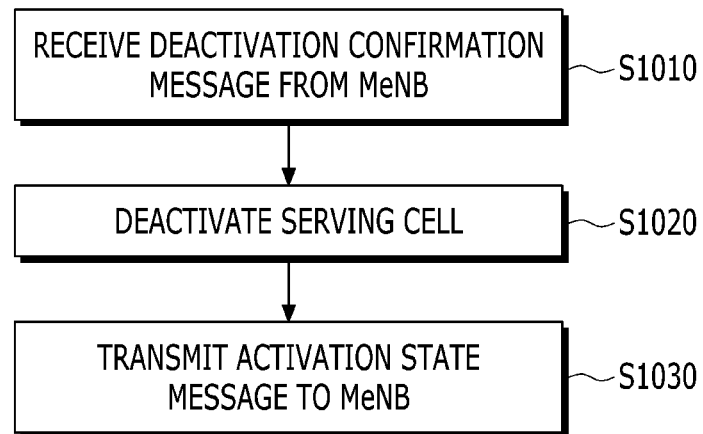 RECEIVE DEACTIVATION CONFIRMATION
MESSAGE FROM MeNB
S1010
DEACTIVATE SERVING CELL
S1020
TRANSMIT ACTIVATION STATE
MESSAGE TO MeNB
S1030